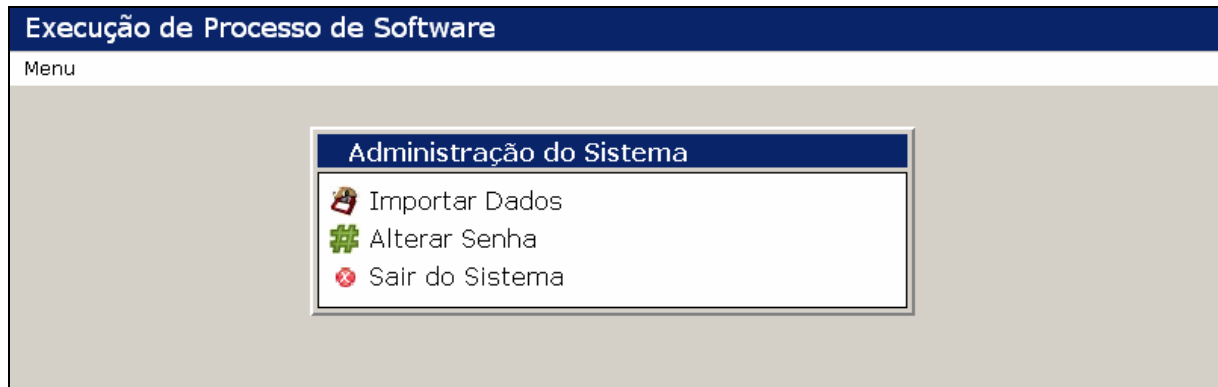 Execução de Processo de Software
Menu
Administração do Sistema
Importar Dados
Alterar Senha
Sair do Sistema